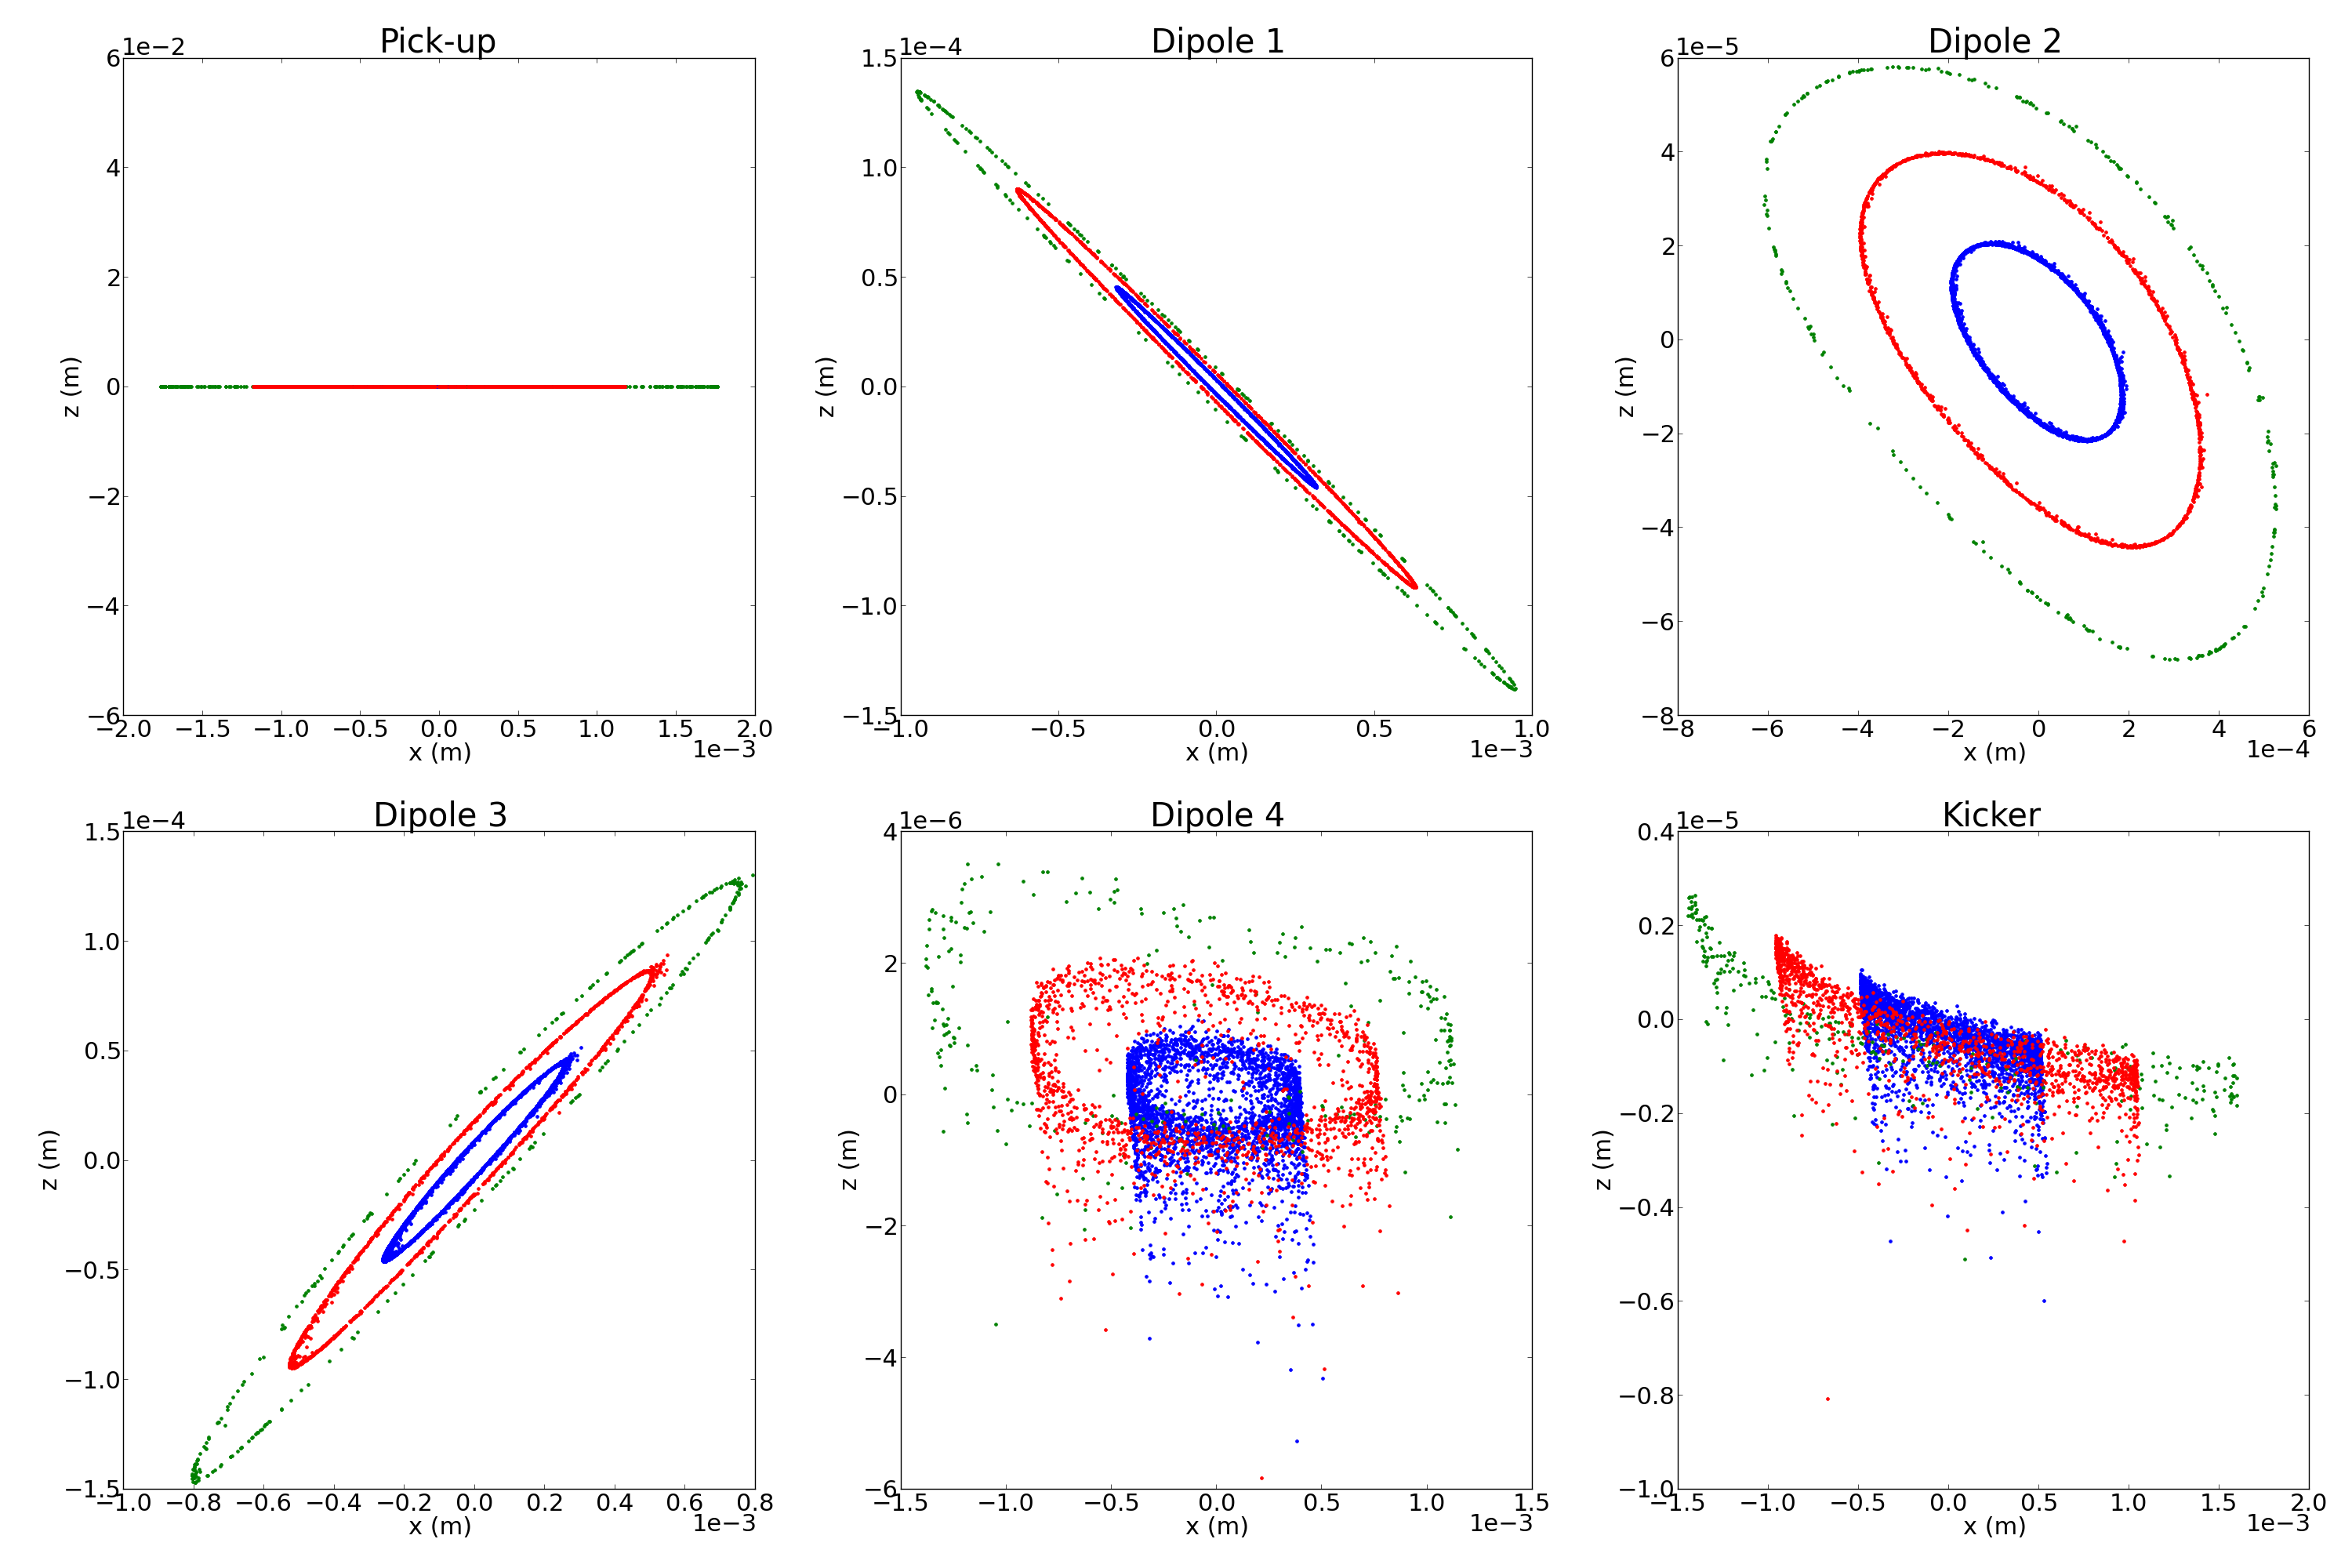 Pick-up
1e−2
6
4
2
0
−2
−4
−6
z (m)
−2.0 −1.5 −1.0 −0.5 0.0 0.5 1.0 1.5 2.0
x (m)
1e−3
Dipole 1
1e−4
1.5
1.0
0.5
0.0
−0.5
−1.0
−1.5
z (m)
−1.0 −0.5 0.0 0.5 1.0
x (m)
1e−3
Dipole 2
1e−5
6
4
2
0
−2
−4
−6
−8
z (m)
−8 −6 −4 −2 0 2 4 6
x (m)
1e−4
Dipole 3
1e−4
1.5
1.0
0.5
0.0
−0.5
−1.0
−1.5
z (m)
−1.0 −0.8 −0.6 −0.4 −0.2 0.0 0.2 0.4 0.6 0.8
x (m)
1e−3
Dipole 4
1e−6
4
2
0
−2
−4
−6
z (m)
−1.5 −1.0 −0.5 0.0 0.5 1.0 1.5
x (m)
1e−3
Kicker
1e−5
0.4
0.2
0.0
−0.2
−0.4
−0.6
−0.8
−1.0
z (m)
−1.5 −1.0 −0.5 0.0 0.5 1.0 1.5 2.0
x (m)
1e−3